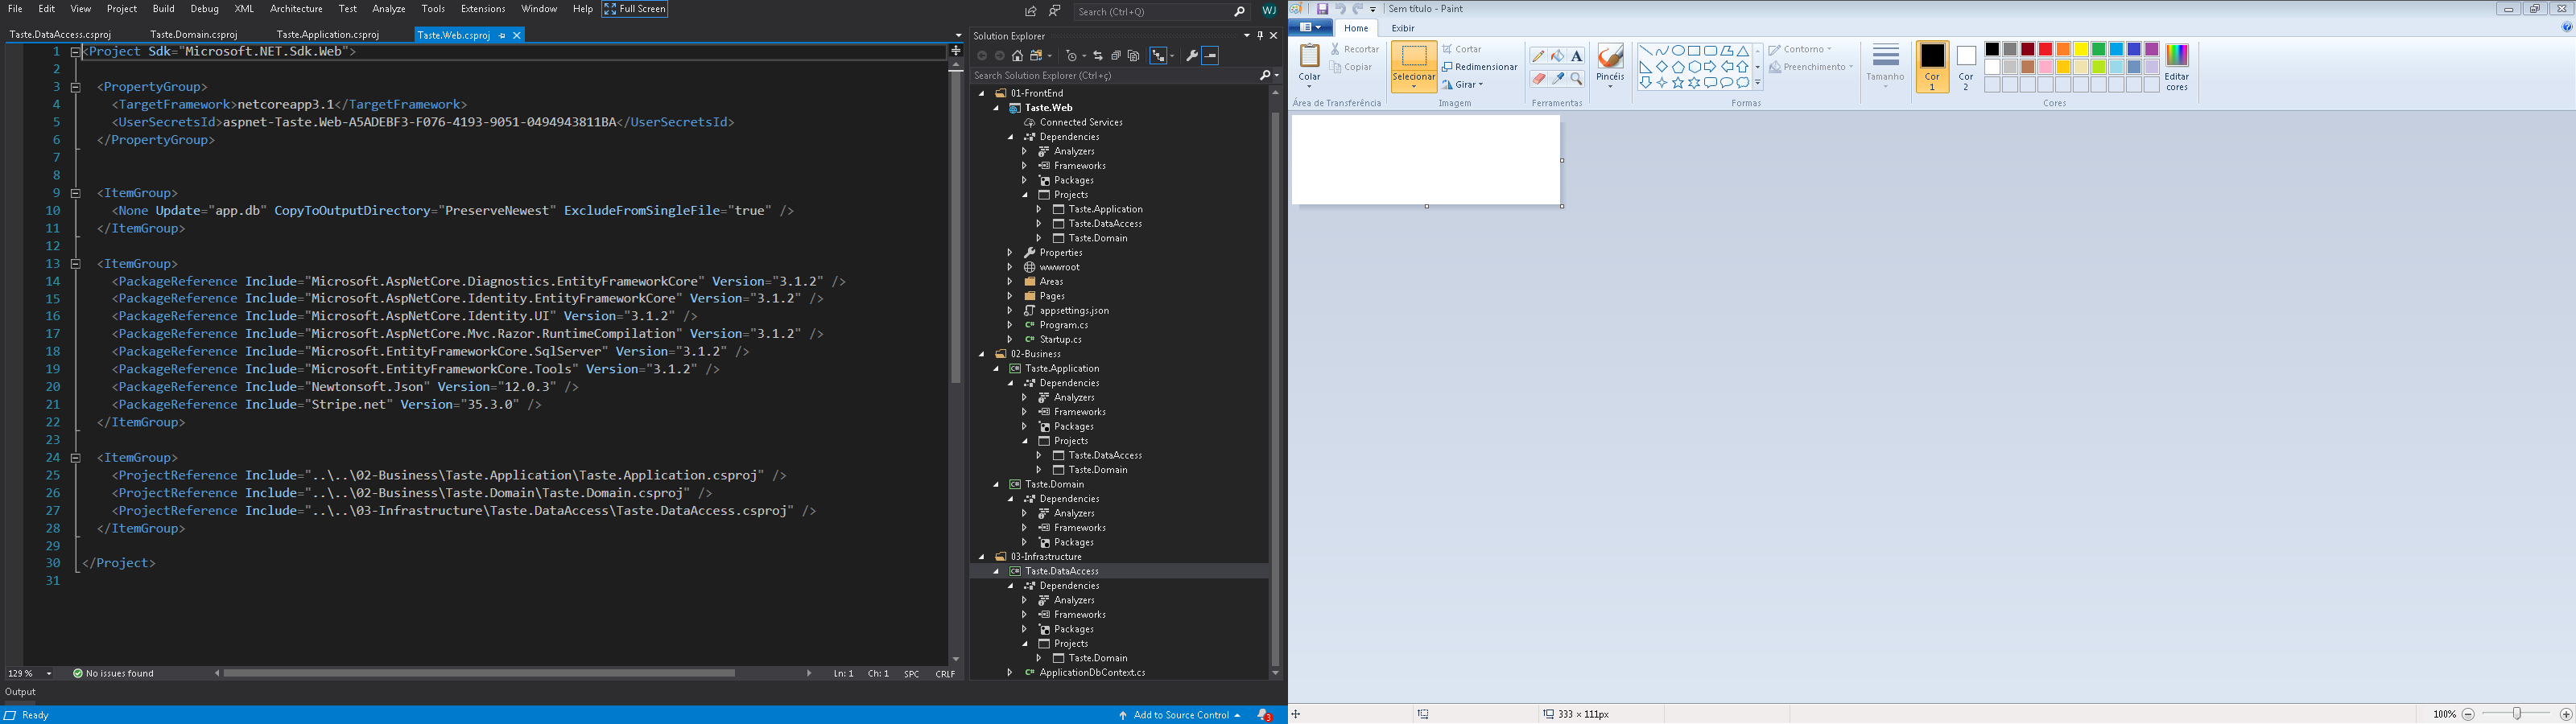 File Edit View Project Build Debug XML Architecture Test Analyze Tools Extensions Window Help Full Screen Search (Ctrl+Q) WJ
Taste.DataAccess.csproj Taste.Domain.csproj Taste.Application.csproj Taste.Web.csproj
1 <Project Sdk="Microsoft.NET.Sdk.Web">
2
3 <PropertyGroup>
4 <TargetFramework>netcoreapp3.1</TargetFramework>
5 <UserSecretsId>aspnet-Taste.Web-A5ADEBF3-F076-4193-9051-0494943811BA</UserSecretsId>
6 </PropertyGroup>
7
8
9 <ItemGroup>
10 <None Update="app.db" CopyToOutputDirectory="PreserveNewest" ExcludeFromSingleFile="true" />
11 </ItemGroup>
12
13 <ItemGroup>
14 <PackageReference Include="Microsoft.AspNetCore.Diagnostics.EntityFrameworkCore" Version="3.1.2" />
15 <PackageReference Include="Microsoft.AspNetCore.Identity.EntityFrameworkCore" Version="3.1.2" />
16 <PackageReference Include="Microsoft.AspNetCore.Identity.UI" Version="3.1.2" />
17 <PackageReference Include="Microsoft.AspNetCore.Mvc.Razor.RuntimeCompilation" Version="3.1.2" />
18 <PackageReference Include="Microsoft.EntityFrameworkCore.SqlServer" Version="3.1.2" />
19 <PackageReference Include="Microsoft.EntityFrameworkCore.Tools" Version="3.1.2" />
20 <PackageReference Include="Newtonsoft.Json" Version="12.0.3" />
21 <PackageReference Include="Stripe.net" Version="35.3.0" />
22 </ItemGroup>
23
24 <ItemGroup>
25 <ProjectReference Include="..\..\02-Business\Taste.Application\Taste.Application.csproj" />
26 <ProjectReference Include="..\..\02-Business\Taste.Domain\Taste.Domain.csproj" />
27 <ProjectReference Include="..\..\03-Infrastructure\Taste.DataAccess\Taste.DataAccess.csproj" />
28 </ItemGroup>
29
30 </Project>
31
129 % No issues found Ln: 1 Ch: 1 SPC CRLF
Output
Ready Add to Source Control 3
Solution Explorer
Search Solution Explorer (Ctrl+ç)
01-FrontEnd
Taste.Web
Connected Services
Dependencies
Analyzers
Frameworks
Packages
Projects
Taste.Application
Taste.DataAccess
Taste.Domain
Properties
wwwroot
Areas
Pages
appsettings.json
C# Program.cs
C# Startup.cs
02-Business
C# Taste.Application
Dependencies
Analyzers
Frameworks
Packages
Projects
Taste.DataAccess
Taste.Domain
C# Taste.Domain
Dependencies
Analyzers
Frameworks
Packages
03-Infrastructure
C# Taste.DataAccess
Dependencies
Analyzers
Frameworks
Packages
Projects
Taste.Domain
C# ApplicationDbContext.cs
Sem título - Paint
Home Exibir
Colar
Recortar
Copiar
Área de Transferência
Selecionar
Cortar
Redimensionar
Girar
Imagem
A
Ferramentas
Pincéis
Contorno
Preenchimento
Formas
Tamanho
Cor 1
Cor 2
Editar cores
Cores
333 × 111px
100%